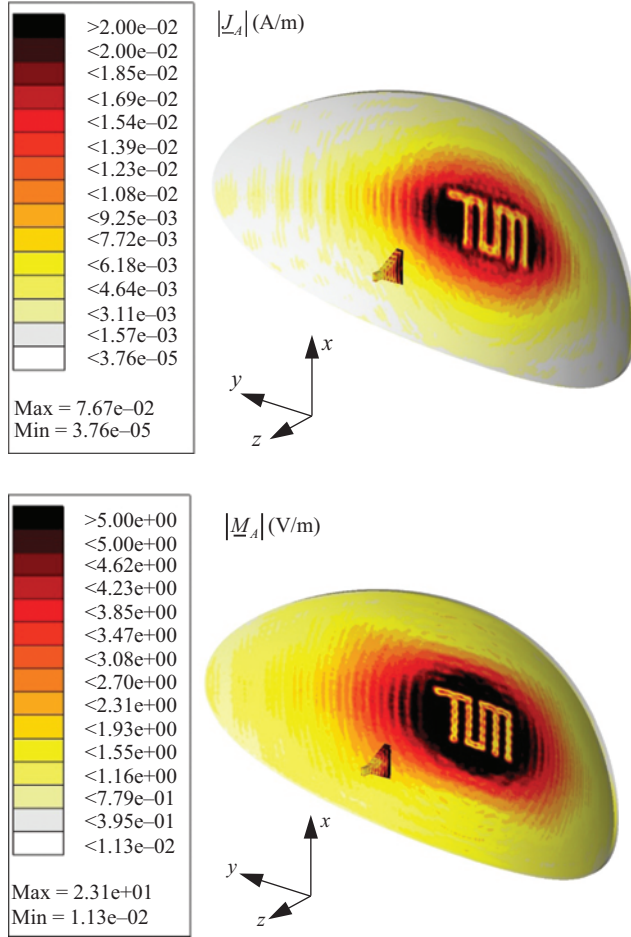 >2.00e–02
<2.00e–02
<1.85e–02
<1.69e–02
<1.54e–02
<1.39e–02
<1.23e–02
<1.08e–02
<9.25e–03
<7.72e–03
<6.18e–03
<4.64e–03
<3.11e–03
<1.57e–03
<3.76e–05
Max = 7.67e–02
Min = 3.76e–05
|J_A| (A/m)
TUM
x
y
z
>5.00e+00
<5.00e+00
<4.62e+00
<4.23e+00
<3.85e+00
<3.47e+00
<3.08e+00
<2.70e+00
<2.31e+00
<1.93e+00
<1.55e+00
<1.16e+00
<7.79e–01
<3.95e–01
<1.13e–02
Max = 2.31e+01
Min = 1.13e–02
|M_A| (V/m)
TUM
x
y
z